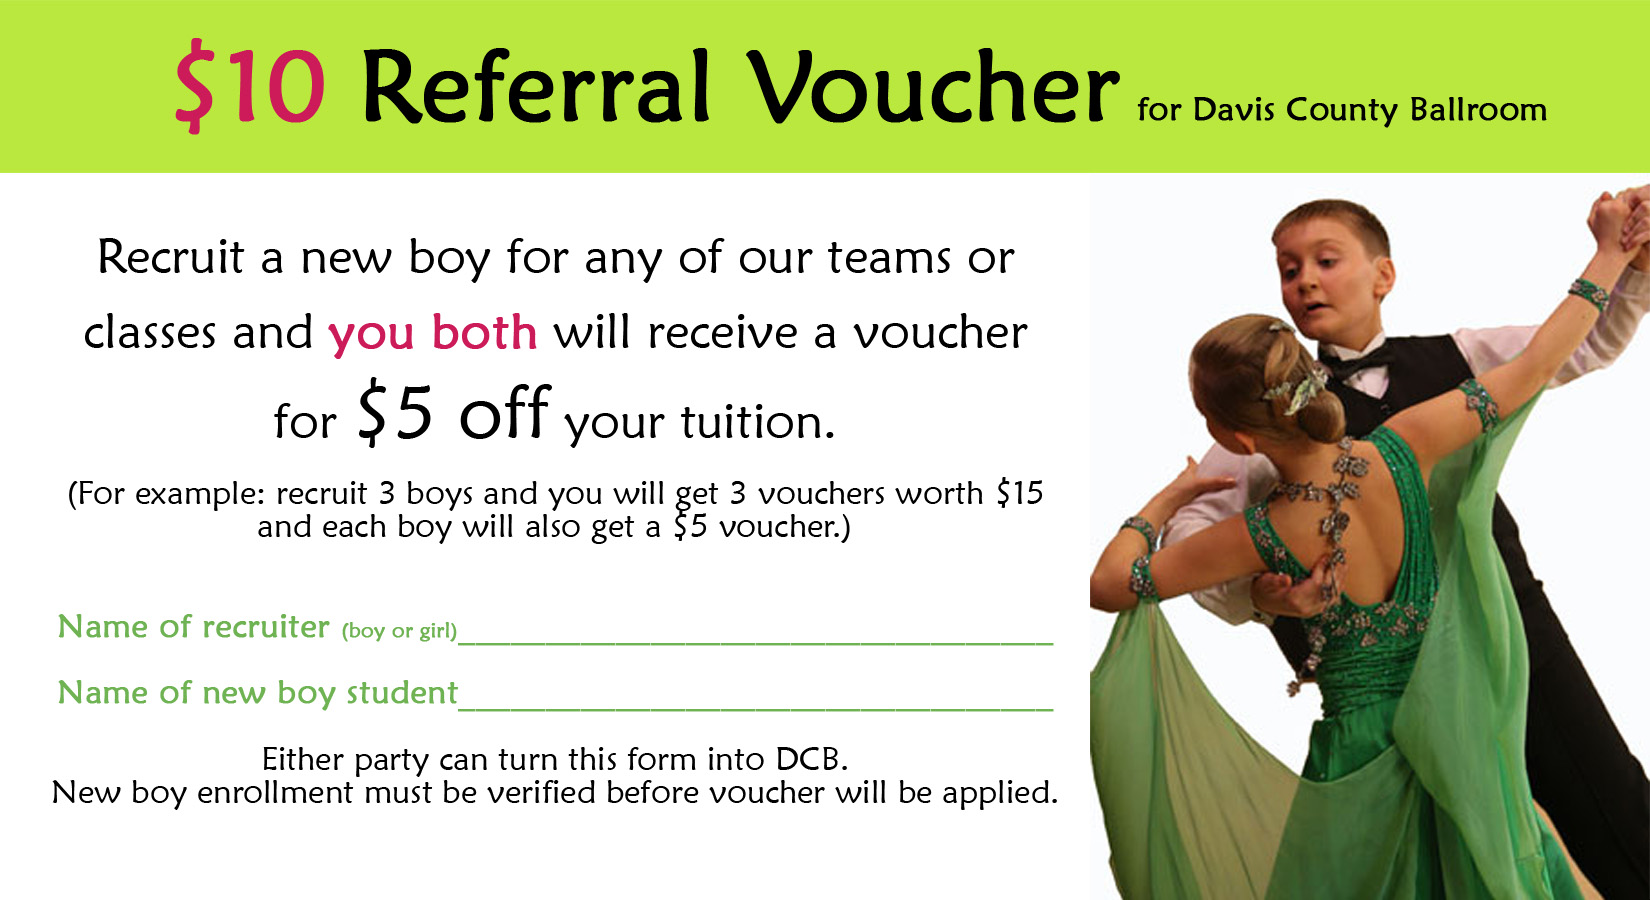 $10 Referral Voucher for Davis County Ballroom
Recruit a new boy for any of our teams or
classes and you both will receive a voucher
for $5 off your tuition.
(For example: recruit 3 boys and you will get 3 vouchers worth $15
and each boy will also get a $5 voucher.)
Name of recruiter (boy or girl)__________________________________
Name of new boy student__________________________________
Either party can turn this form into DCB.
New boy enrollment must be verified before voucher will be applied.